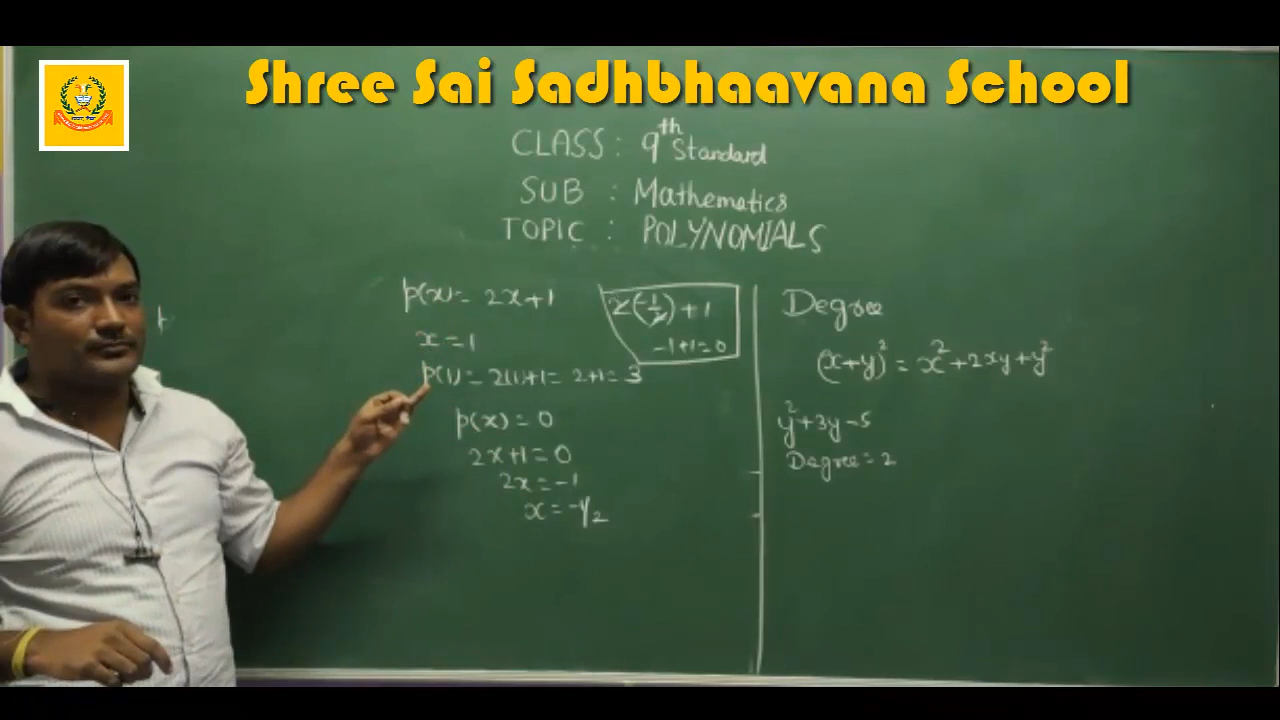 Shree Sai Sadhbhaavana School
CLASS : 9th Standard
SUB : Mathematics
TOPIC : POLYNOMIALS
p(x) = 2x+1
x = 1
p(1) = 2(1)+1 = 2+1 = 3
p(x) = 0
2x+1 = 0
2x = -1
x = -1/2
2(-1/2) + 1
-1+1=0
Degree
(x+y)² = x²+2xy+y²
y²+3y-5
Degree = 2